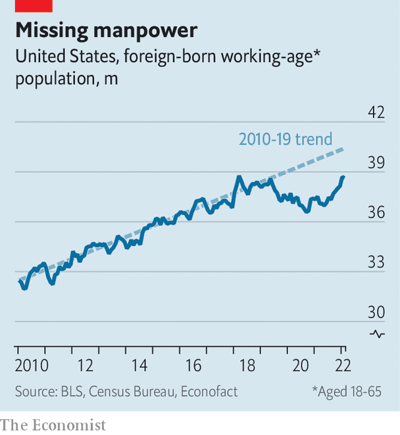 Missing manpower
United States, foreign-born working-age*
population, m
42
2010-19 trend
39
36
33
30
2010 12 14 16 18 20 22
Source: BLS, Census Bureau, Econofact *Aged 18-65
The Economist